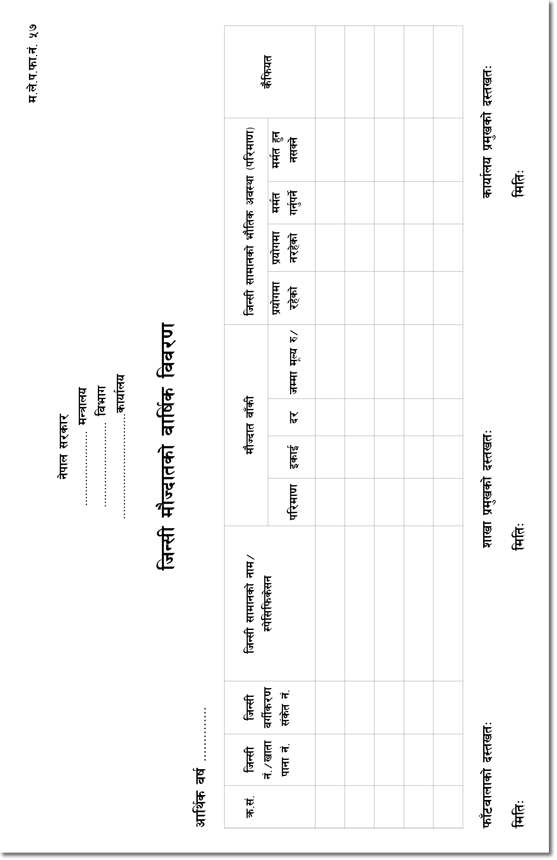 म.ले.प.फा.नं. ५७
नेपाल सरकार
.................... मन्त्रालय
.................... विभाग
..............................कार्यालय
जिन्सी मौज्दातको वार्षिक विवरण
आर्थिक वर्ष ...............
क्र.सं.
जिन्सी
नं./खाता
पाना नं.
जिन्सी
वर्गीकरण
संकेत नं.
जिन्सी सामानको नाम/
स्पेसिफिकेसन
मौज्दात बाँकी
परिमाण
इकाई
दर
जम्मा मूल्य रु/
जिन्सी सामानको भौतिक अवस्था (परिमाण)
प्रयोगमा
रहेको
प्रयोगमा
नरहेको
मर्मत
गर्नुपर्ने
मर्मत हुन
नसक्ने
कैफियत
फाँटवालाको दस्तखतः
मितिः
शाखा प्रमुखको दस्तखतः
मितिः
कार्यालय प्रमुखको दस्तखतः
मितिः